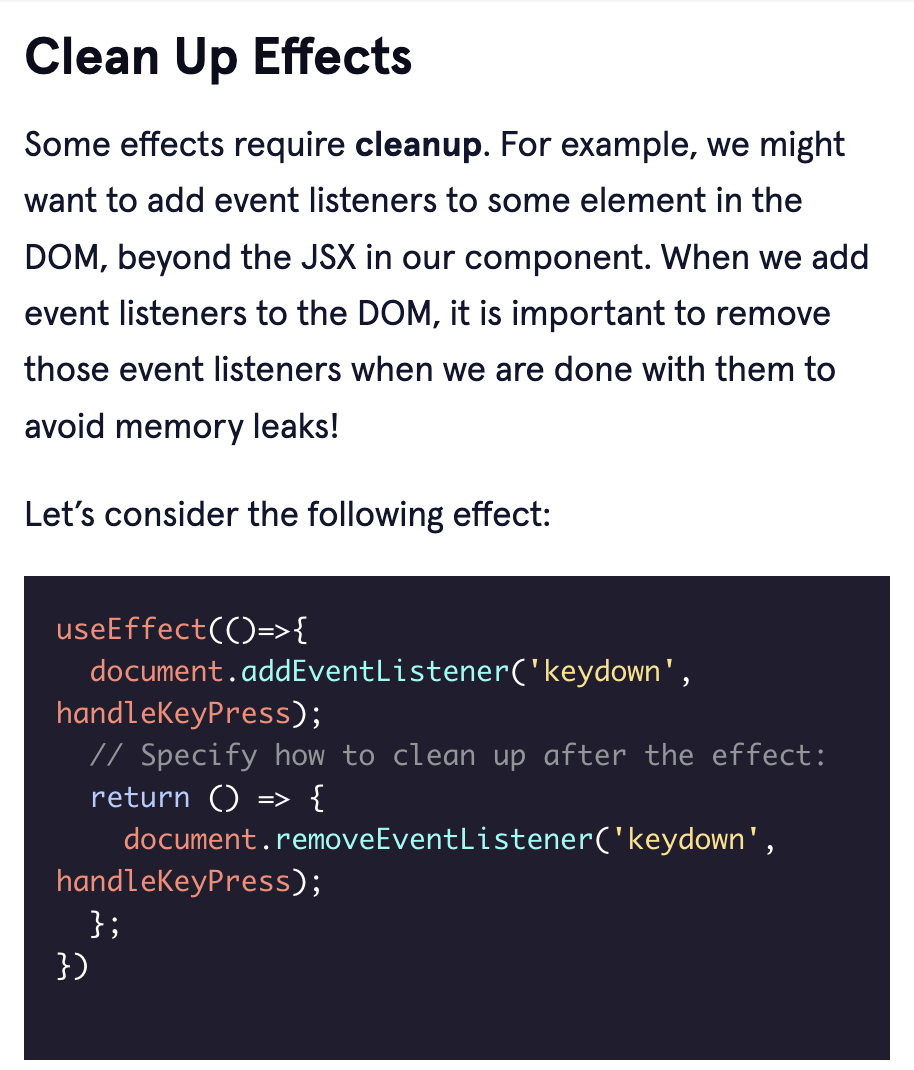 Clean Up Effects
Some effects require cleanup. For example, we might
want to add event listeners to some element in the
DOM, beyond the JSX in our component. When we add
event listeners to the DOM, it is important to remove
those event listeners when we are done with them to
avoid memory leaks!
Let’s consider the following effect:
useEffect(()=>{
  document.addEventListener('keydown',
handleKeyPress);
  // Specify how to clean up after the effect:
  return () => {
    document.removeEventListener('keydown',
handleKeyPress);
  };
})